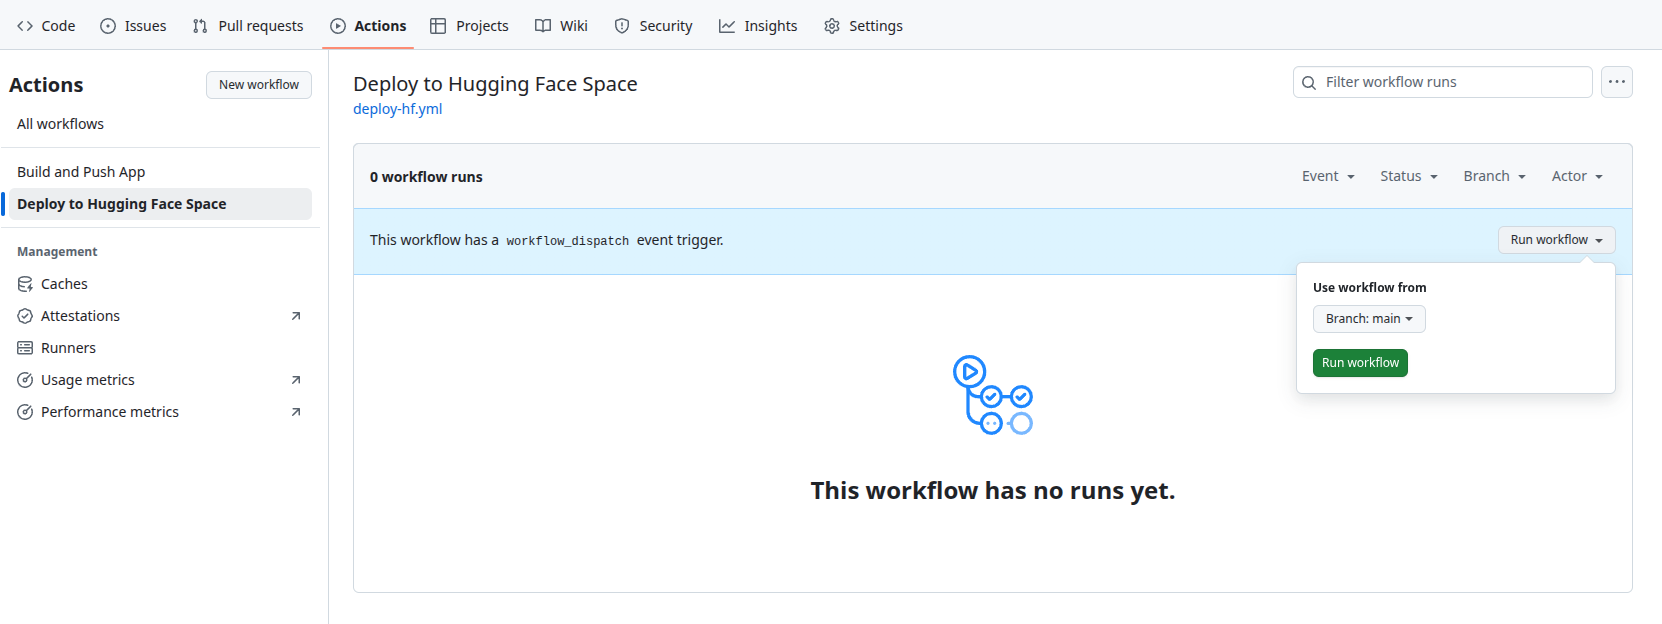 Code Issues Pull requests Actions Projects Wiki Security Insights Settings
Actions
New workflow
All workflows
Build and Push App
Deploy to Hugging Face Space
Management
Caches
Attestations
Runners
Usage metrics
Performance metrics
Deploy to Hugging Face Space
deploy-hf.yml
Filter workflow runs
0 workflow runs
Event Status Branch Actor
This workflow has a workflow_dispatch event trigger.
Run workflow
Use workflow from
Branch: main
Run workflow
This workflow has no runs yet.